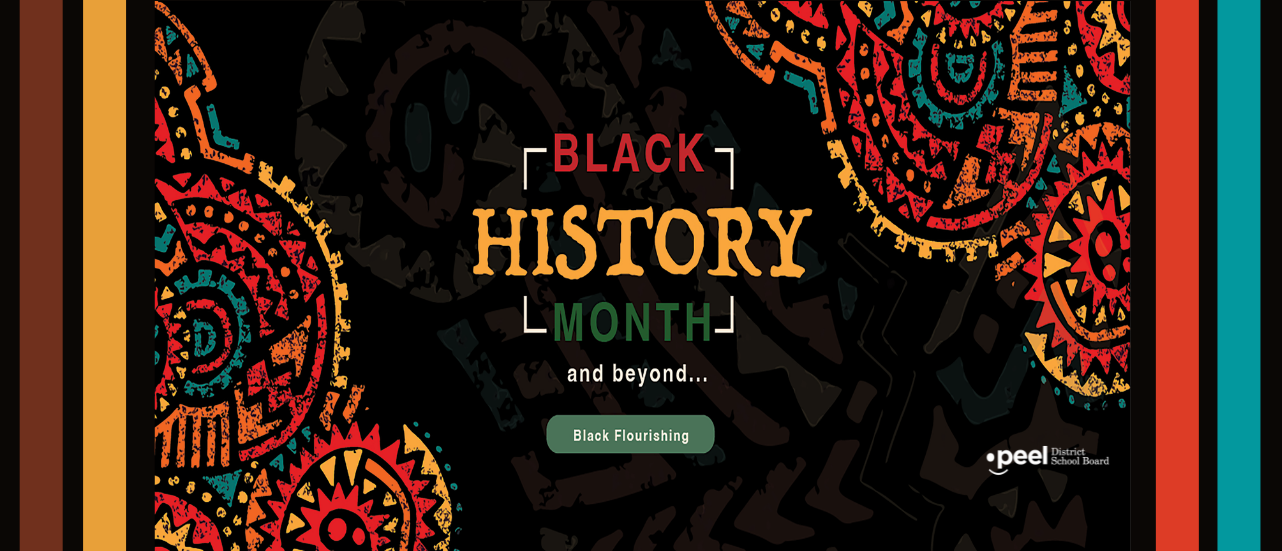 BLACK
HISTORY
MONTH
and beyond...
Black Flourishing
peel District
School Board